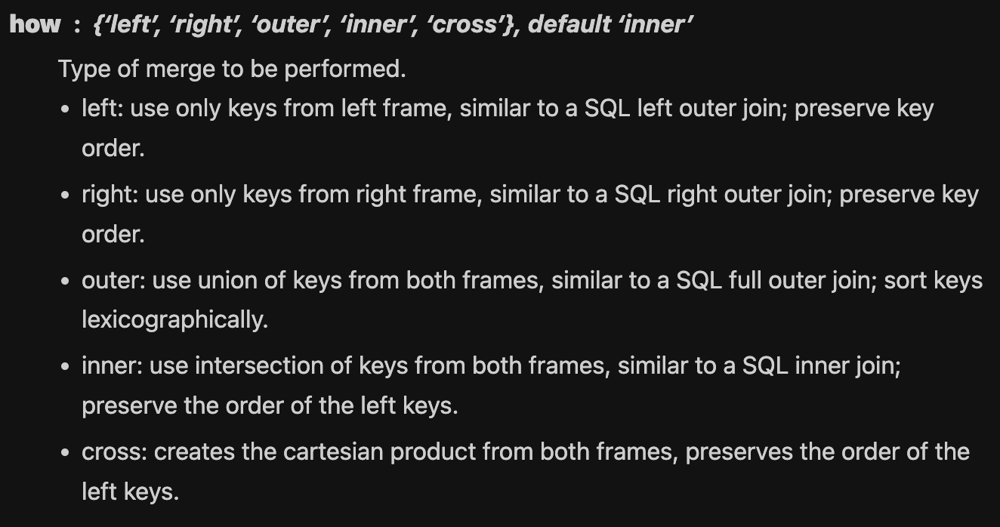 how : {‘left’, ‘right’, ‘outer’, ‘inner’, ‘cross’}, default ‘inner’
Type of merge to be performed.
• left: use only keys from left frame, similar to a SQL left outer join; preserve key
order.
• right: use only keys from right frame, similar to a SQL right outer join; preserve key
order.
• outer: use union of keys from both frames, similar to a SQL full outer join; sort keys
lexicographically.
• inner: use intersection of keys from both frames, similar to a SQL inner join;
preserve the order of the left keys.
• cross: creates the cartesian product from both frames, preserves the order of the
left keys.